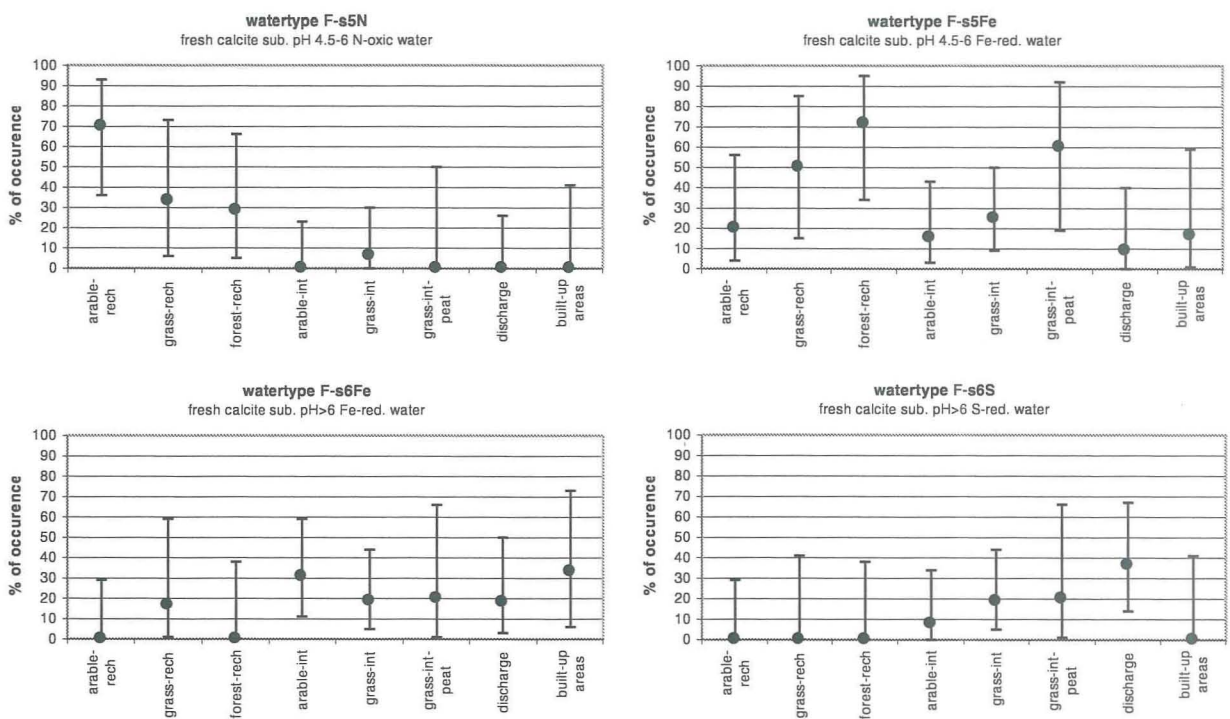 watertype F-s5N
fresh calcite sub. pH 4.5-6 N-oxic water
% of occurence
100
90
80
70
60
50
40
30
20
10
0
arable-
rech
grass-rech
forest-rech
arable-int
grass-int
grass-int-
peat
discharge
built-up
areas
watertype F-s5Fe
fresh calcite sub. pH 4.5-6 Fe-red. water
% of occurence
100
90
80
70
60
50
40
30
20
10
0
arable-
rech
grass-rech
forest-rech
arable-int
grass-int
grass-int-
peat
discharge
built-up
areas
watertype F-s6Fe
fresh calcite sub. pH>6 Fe-red. water
% of occurence
100
90
80
70
60
50
40
30
20
10
0
arable-
rech
grass-rech
forest-rech
arable-int
grass-int
grass-int-
peat
discharge
built-up
areas
watertype F-s6S
fresh calcite sub. pH>6 S-red. water
% of occurence
100
90
80
70
60
50
40
30
20
10
0
arable-
rech
grass-rech
forest-rech
arable-int
grass-int
grass-int-
peat
discharge
built-up
areas